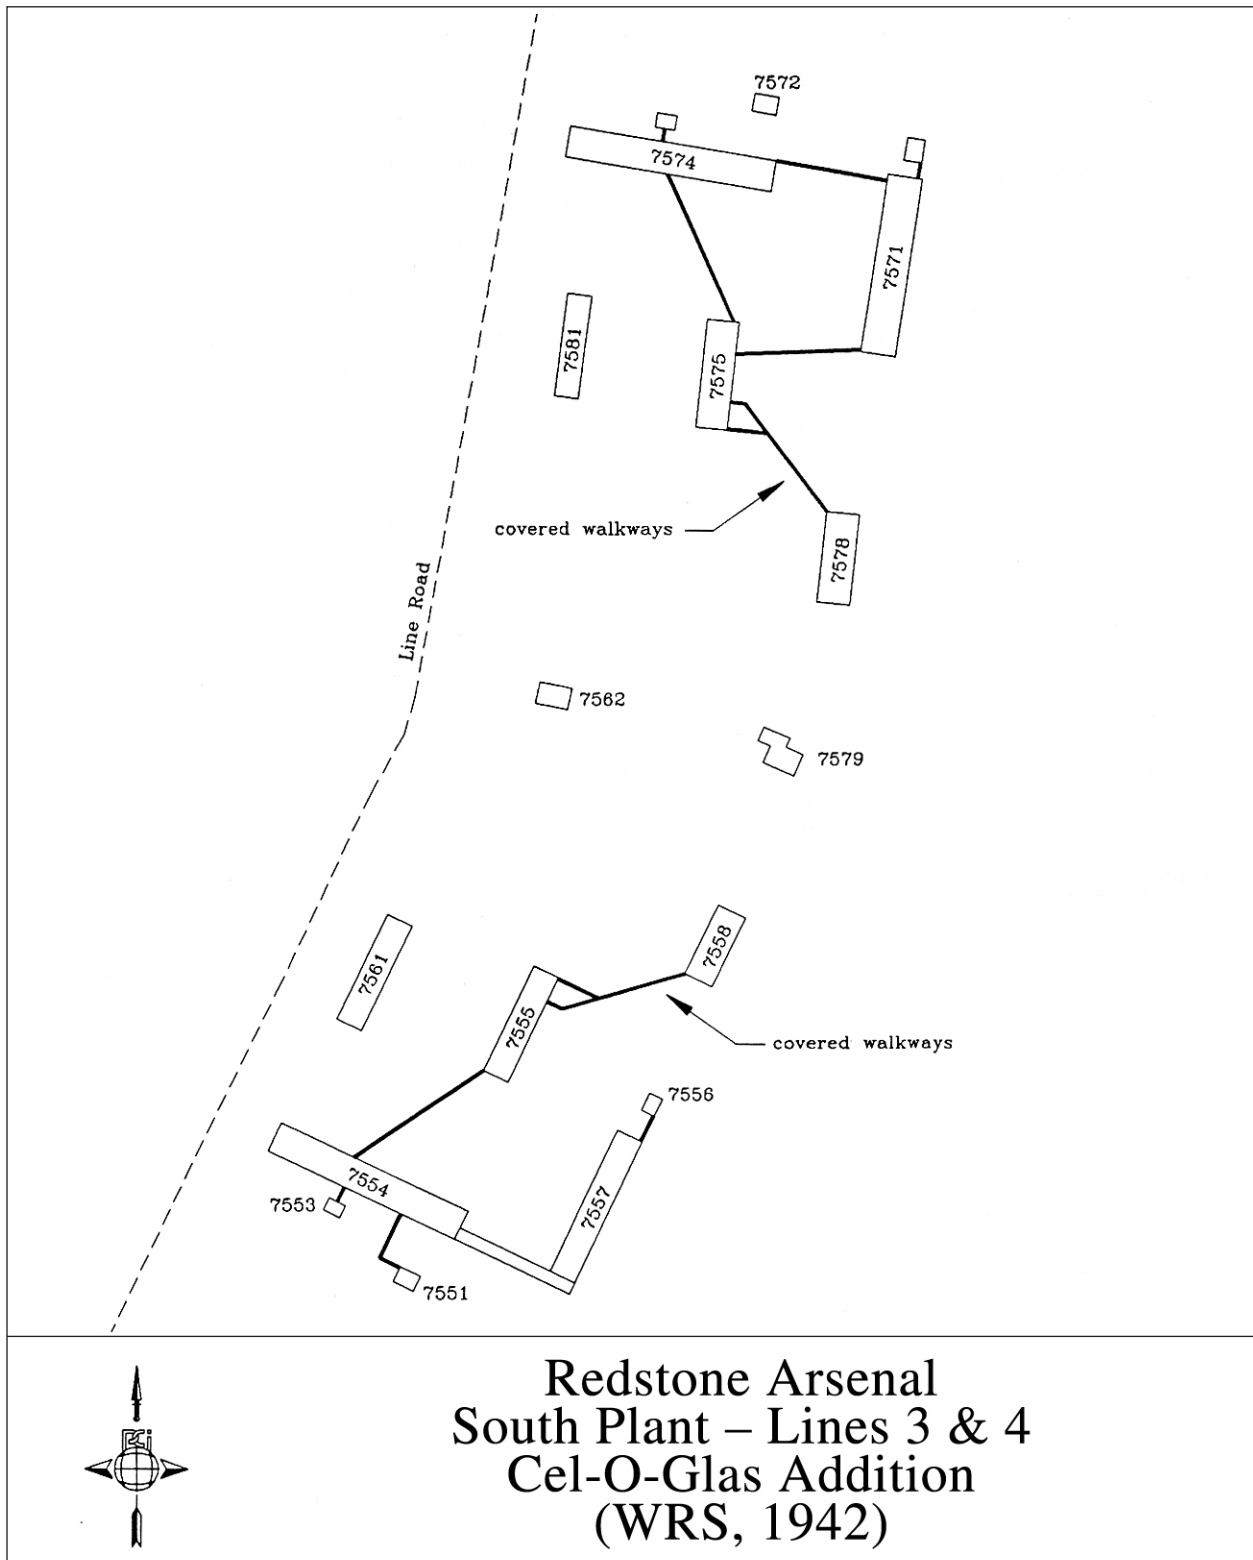 7572
7574
7571
7581
7575
covered walkways
7578
Line Road
7562
7579
7558
7561
7555
covered walkways
7556
7554
7553
7557
7551
Redstone Arsenal
South Plant – Lines 3 & 4
Cel-O-Glas Addition
(WRS, 1942)